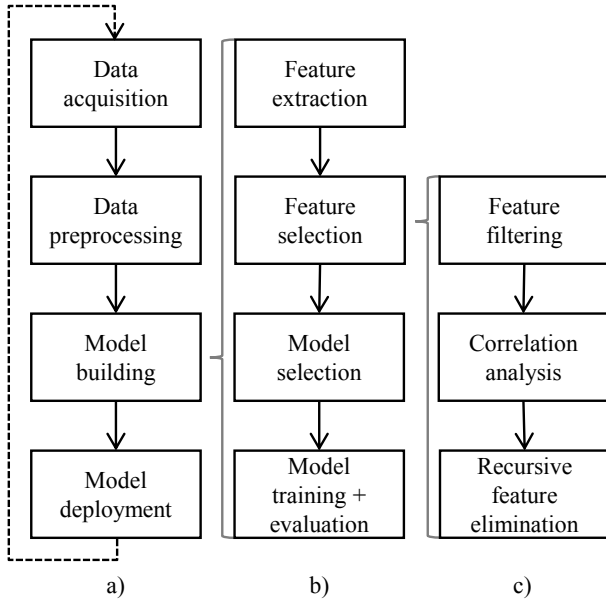 Data
acquisition
Data
preprocessing
Model
building
Model
deployment
a)
Feature
extraction
Feature
selection
Model
selection
Model
training +
evaluation
b)
Feature
filtering
Correlation
analysis
Recursive
feature
elimination
c)